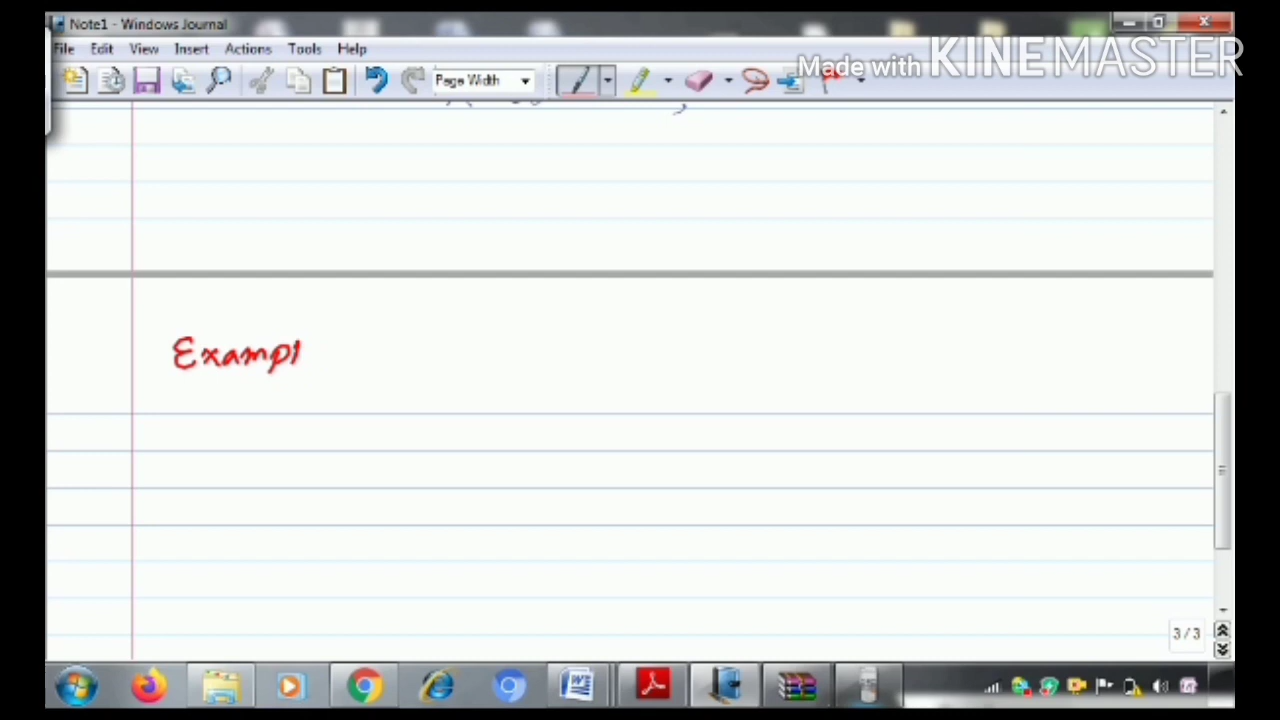 Note1 - Windows Journal
File Edit View Insert Actions Tools Help
Made with KINEMASTER
Page Width
Exampl
3/3